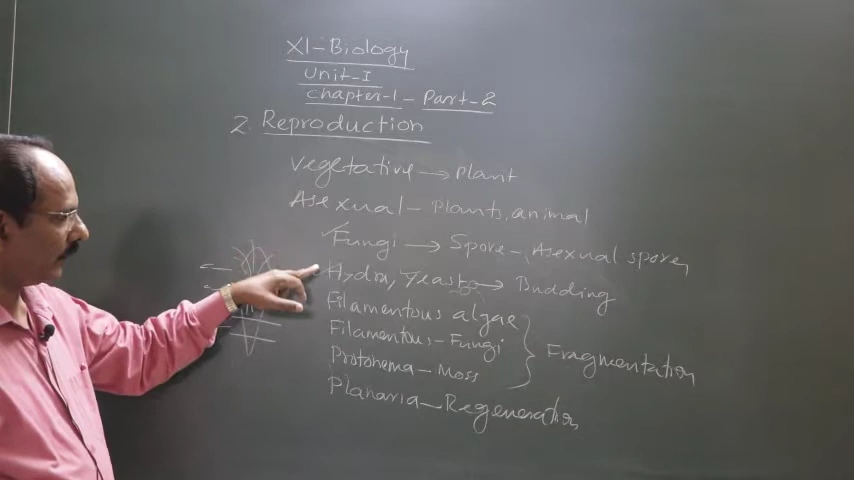 XI-Biology
Unit-I
Chapter-1 - Part-2
2. Reproduction
Vegetative → Plant
Asexual - Plants, animal
Fungi → Spore -, Asexual spore,
Hydra, Yeast → Budding
Filamentous algae
Filamentous - Fungi
Fragmentation
Protonema - Moss
Planaria - Regeneration